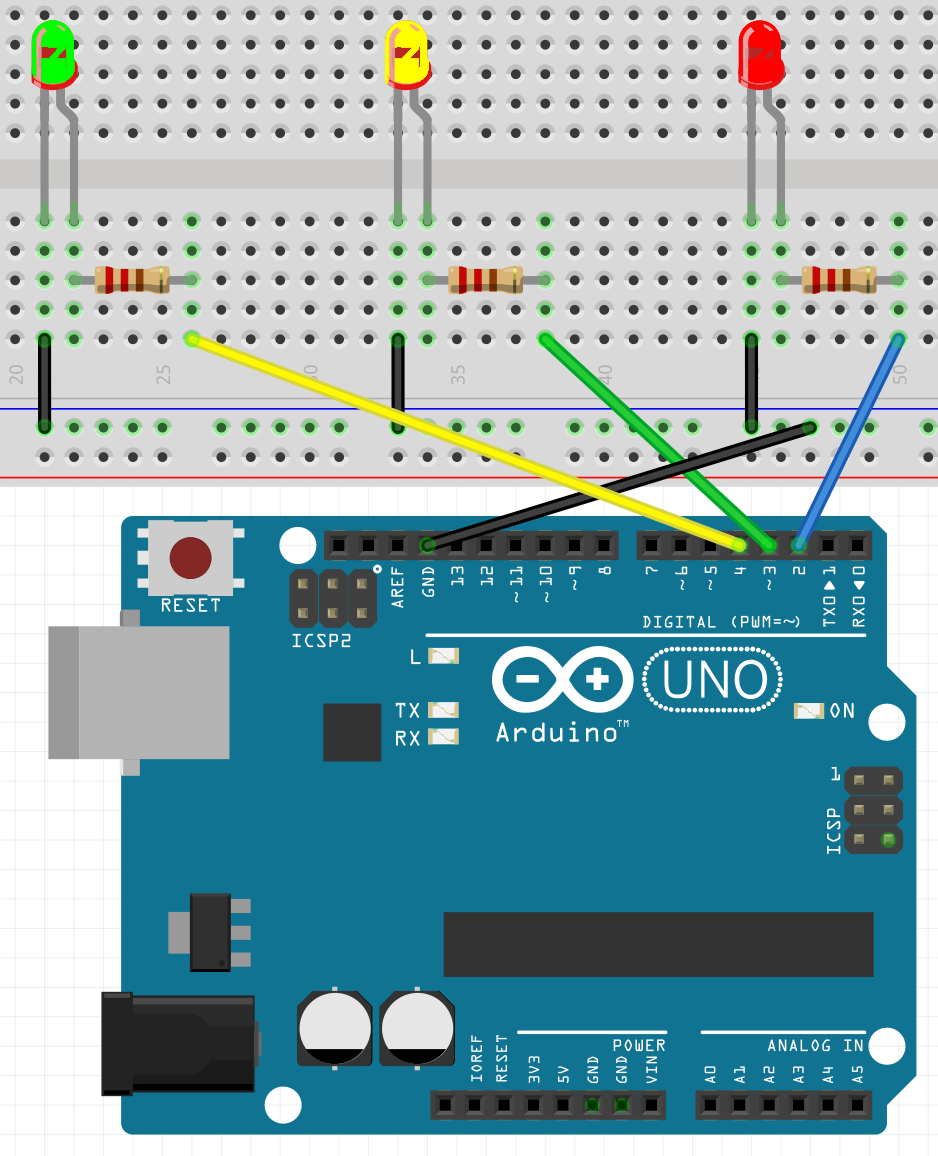 20 25 30 35 40 50
AREF GND 13 12 ~11 ~10 ~9 8 7 ~6 ~5 4 ~3 2 TX0▶1 RX0◀0
RESET
ICSP2
DIGITAL (PWM=~)
L
TX
RX
UNO
Arduino™
ON
1
ICSP
IOREF RESET 3V3 5V GND GND VIN
POWER
A0 A1 A2 A3 A4 A5
ANALOG IN